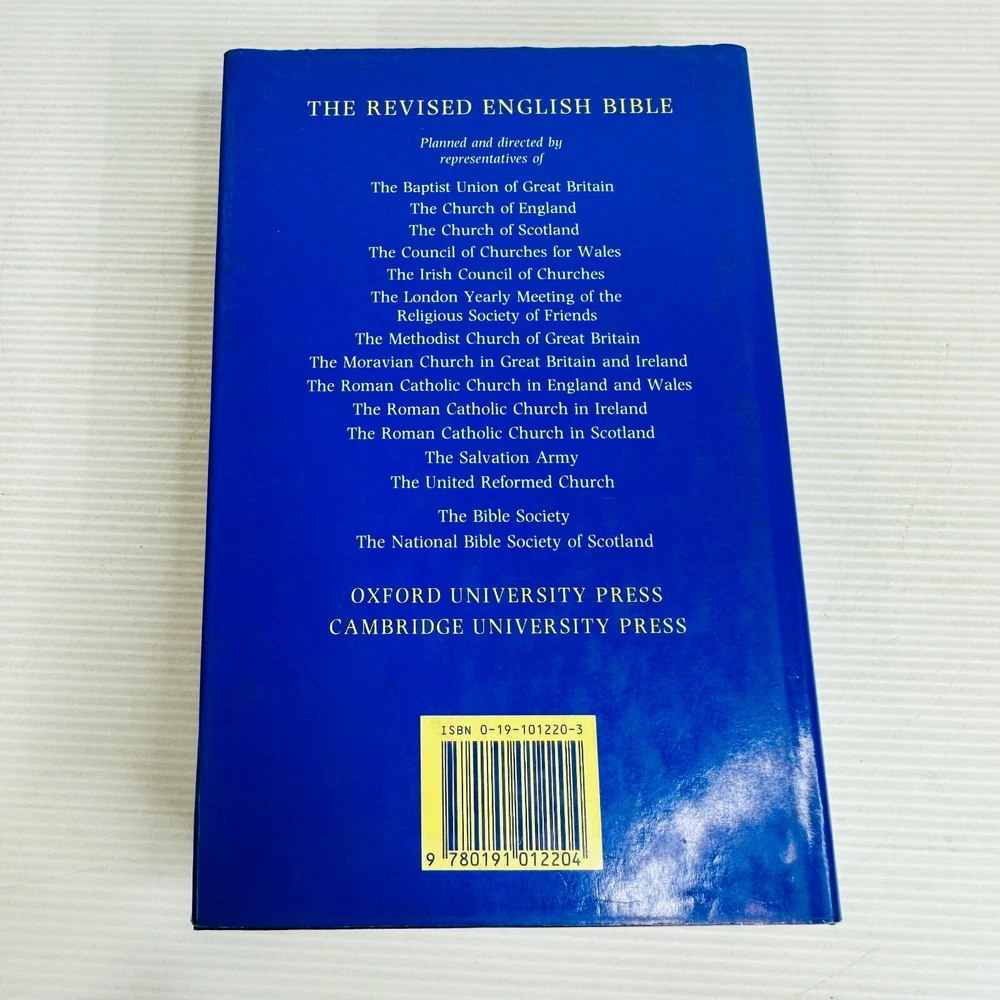 THE REVISED ENGLISH BIBLE
Planned and directed by
representatives of
The Baptist Union of Great Britain
The Church of England
The Church of Scotland
The Council of Churches for Wales
The Irish Council of Churches
The London Yearly Meeting of the
Religious Society of Friends
The Methodist Church of Great Britain
The Moravian Church in Great Britain and Ireland
The Roman Catholic Church in England and Wales
The Roman Catholic Church in Ireland
The Roman Catholic Church in Scotland
The Salvation Army
The United Reformed Church
The Bible Society
The National Bible Society of Scotland
OXFORD UNIVERSITY PRESS
CAMBRIDGE UNIVERSITY PRESS
ISBN 0-19-101220-3
9 780191 012204